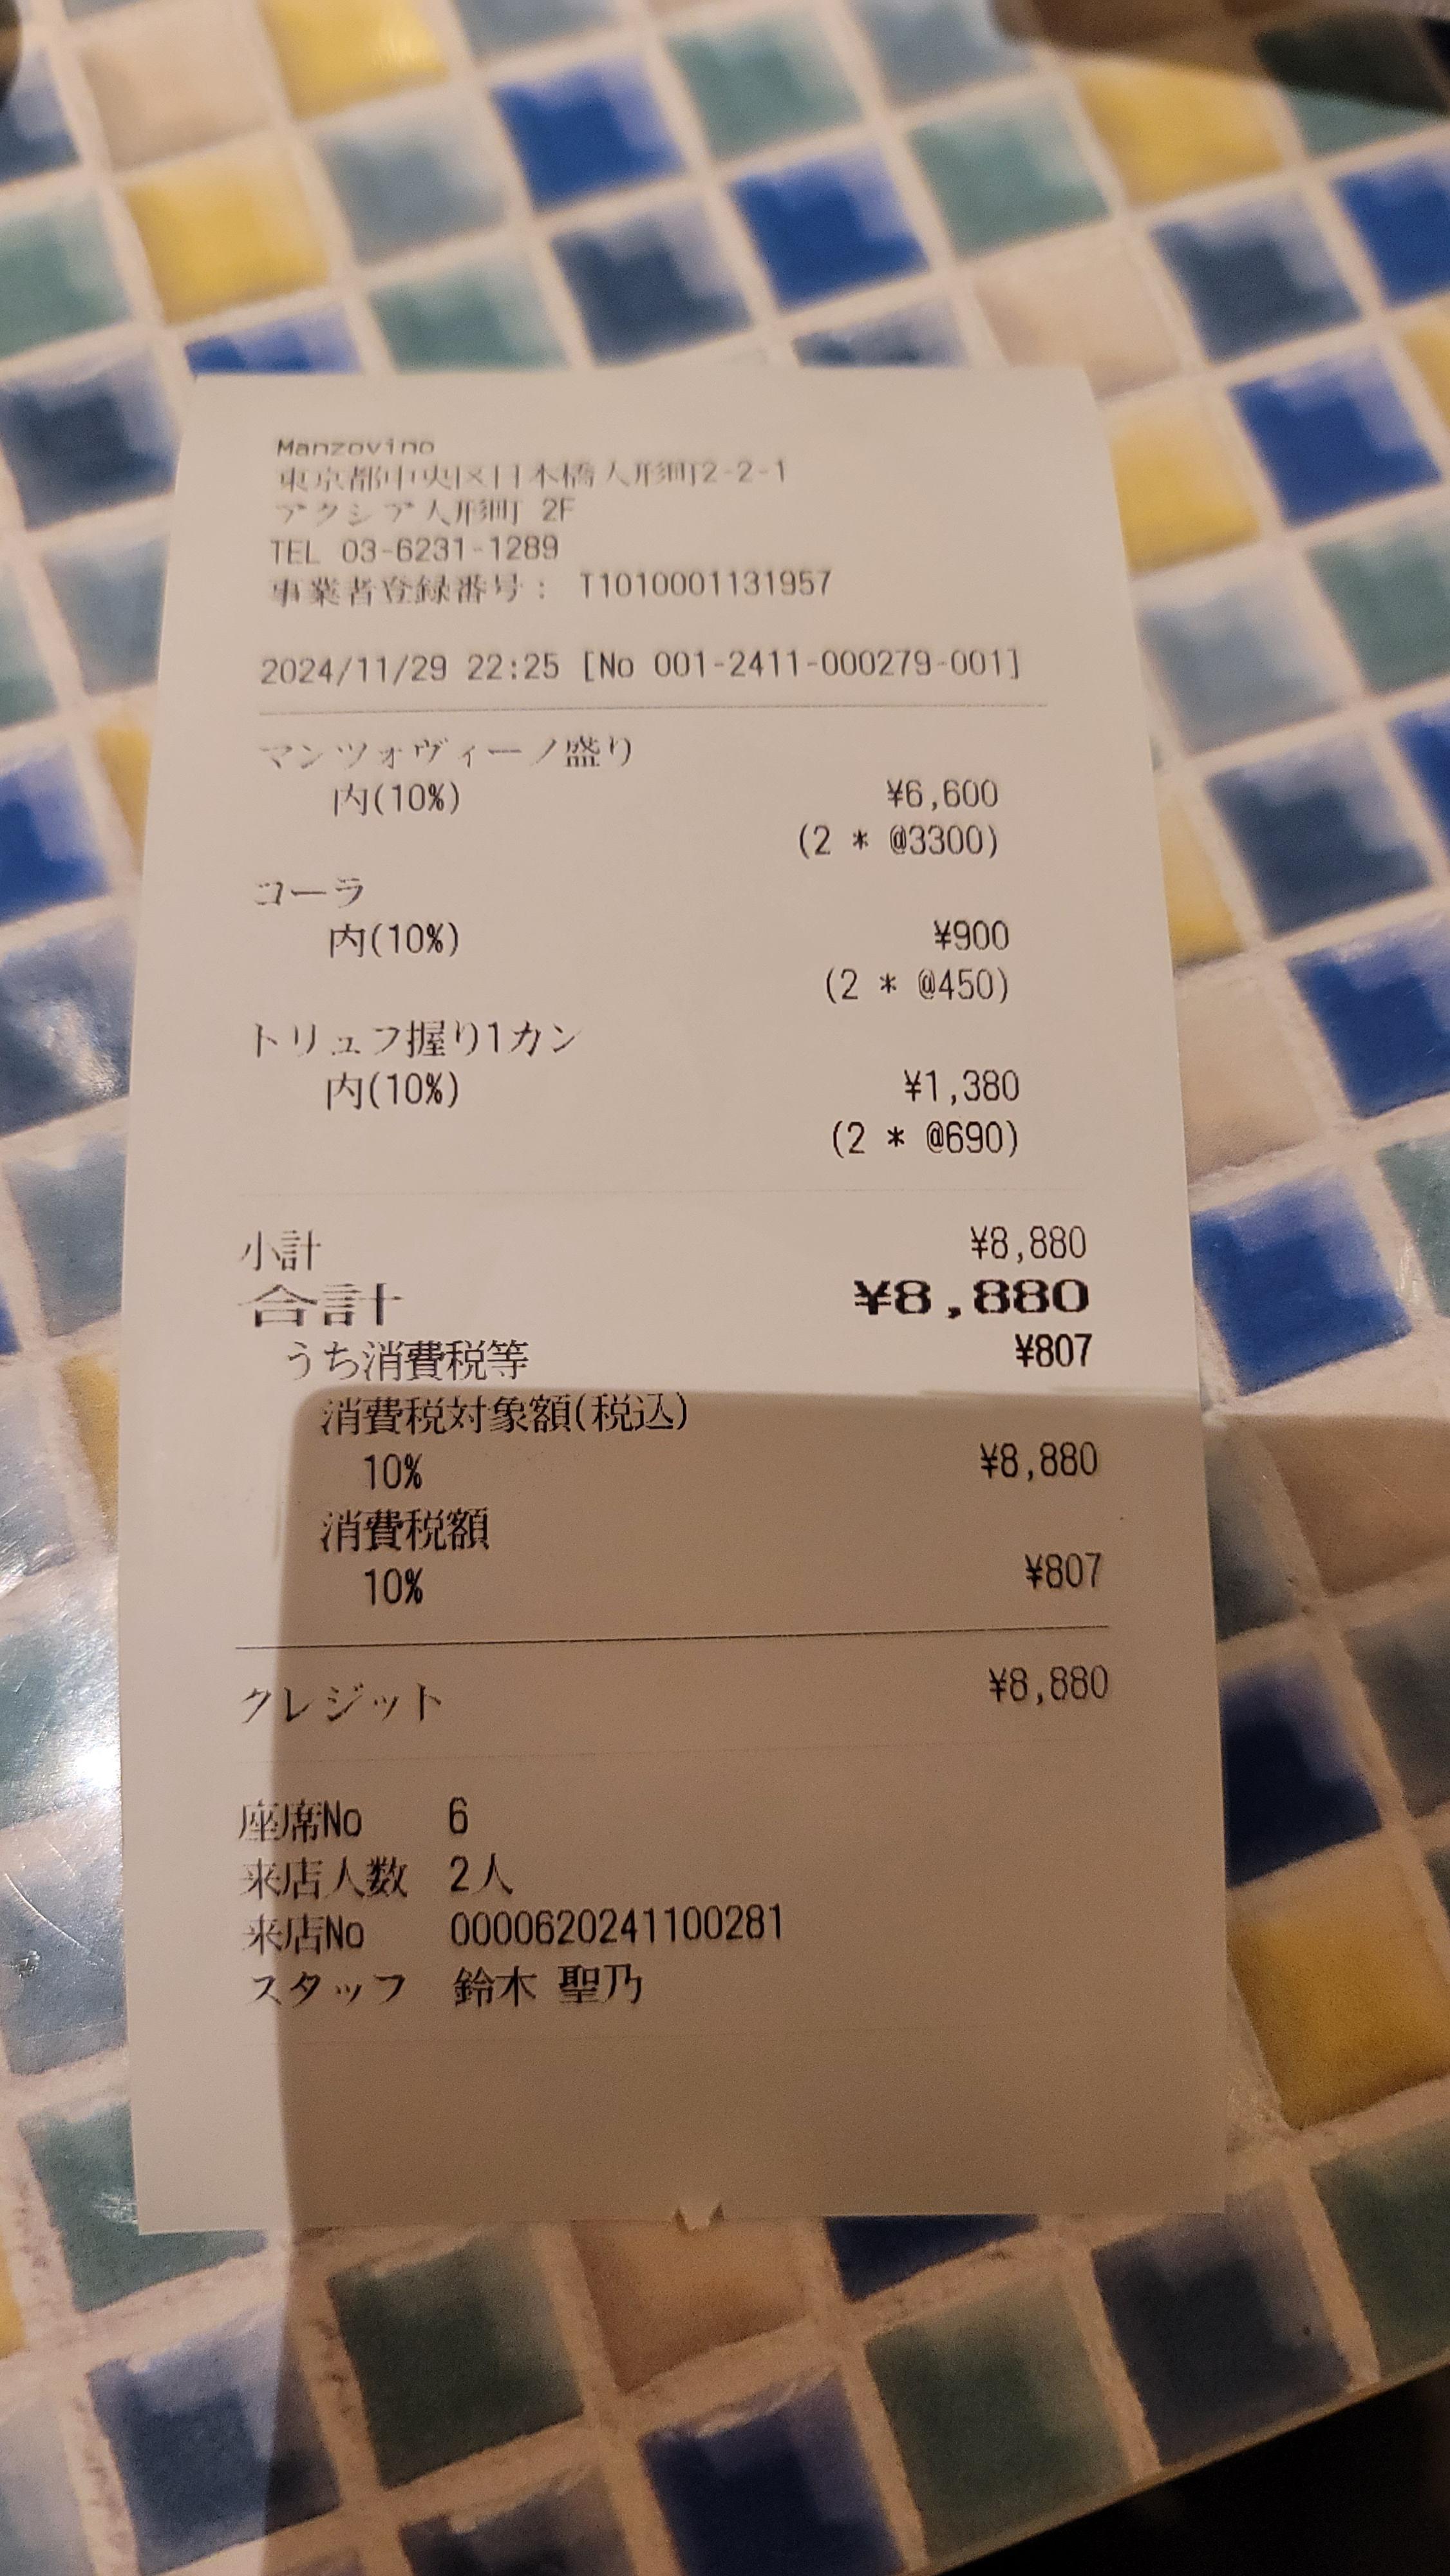 Manzovino
東京都中央区日本橋人形町2-2-1
アクシア人形町 2F
TEL 03-6231-1289
事業者登録番号: T1010001131957
2024/11/29 22:25 [No 001-2411-000279-001]
マンツォヴィーノ盛り
内(10%) ¥6,600
(2 * @3300)
コーラ
内(10%) ¥900
(2 * @450)
トリュフ握り1カン
内(10%) ¥1,380
(2 * @690)
小計 ¥8,880
合計 ¥8,880
うち消費税等 ¥807
消費税対象額(税込)
10% ¥8,880
消費税額
10% ¥807
クレジット ¥8,880
座席No 6
来店人数 2人
来店No 0000620241100281
スタッフ 鈴木 聖乃